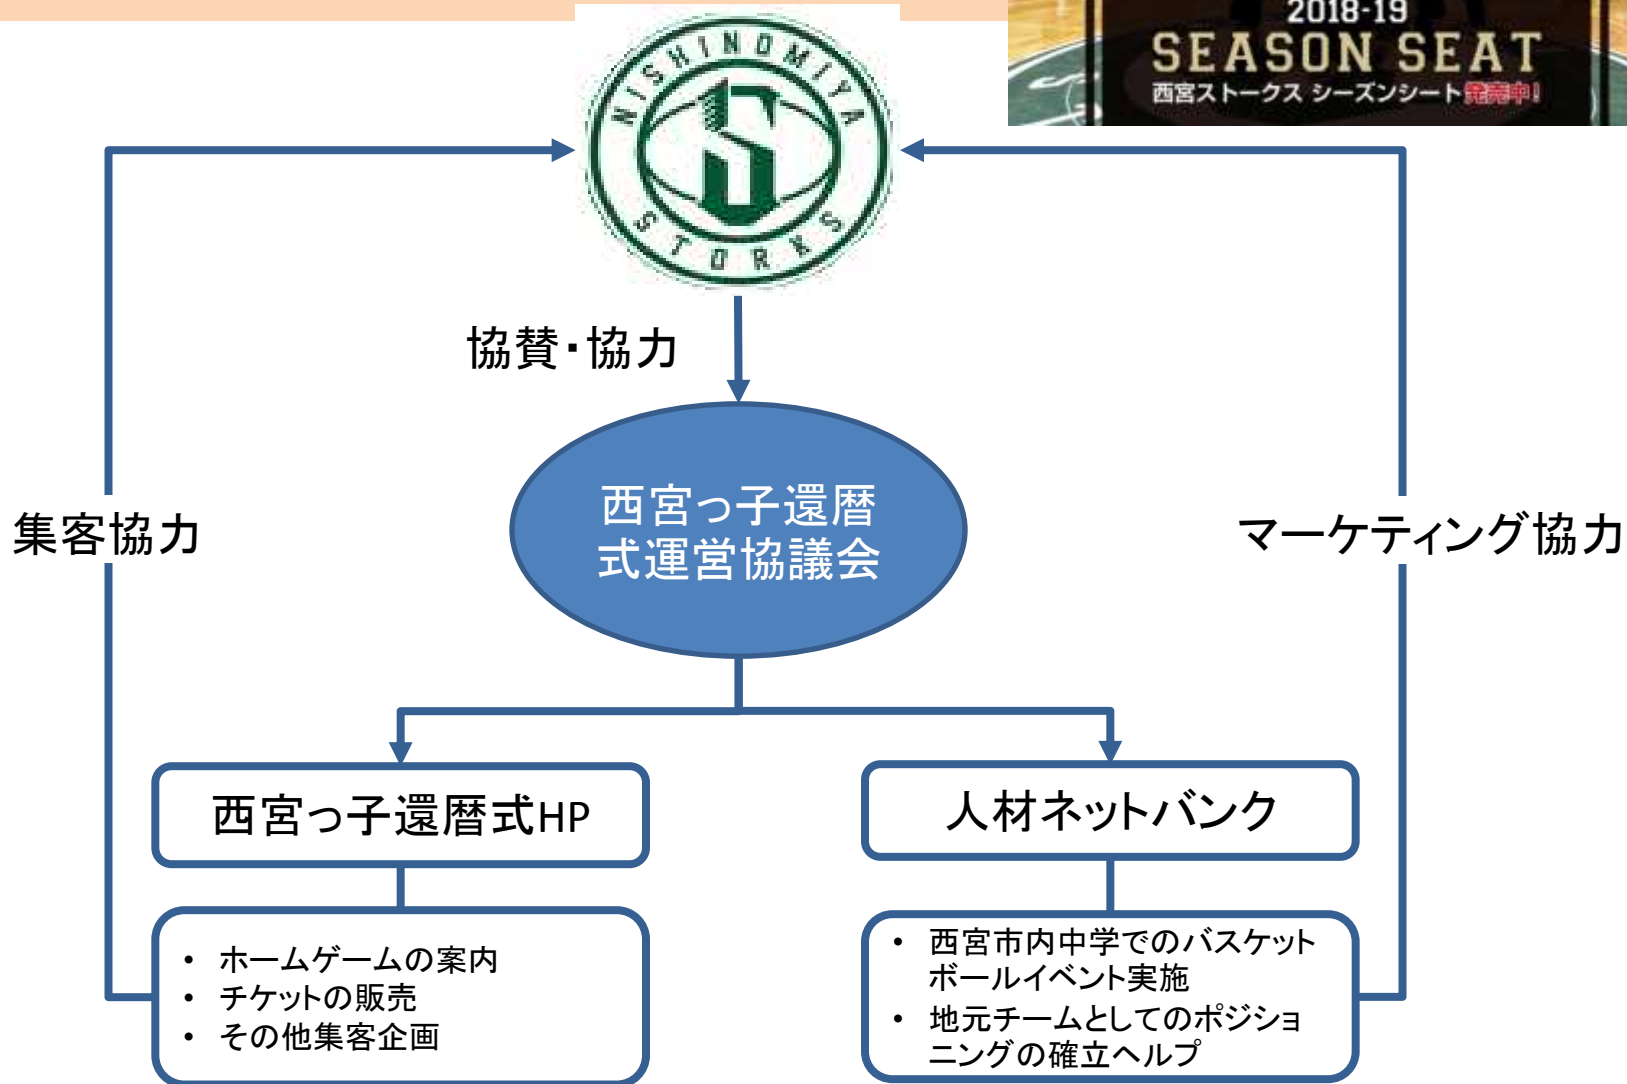 2018-19
SEASON SEAT
西宮ストークス シーズンシート発売中!
NISHINOMIYA
S
STORKS
協賛・協力
西宮っ子還暦
式運営協議会
集客協力
マーケティング協力
西宮っ子還暦式HP
人材ネットバンク
• ホームゲームの案内
• チケットの販売
• その他集客企画
• 西宮市内中学でのバスケット
ボールイベント実施
• 地元チームとしてのポジショ
ニングの確立ヘルプ